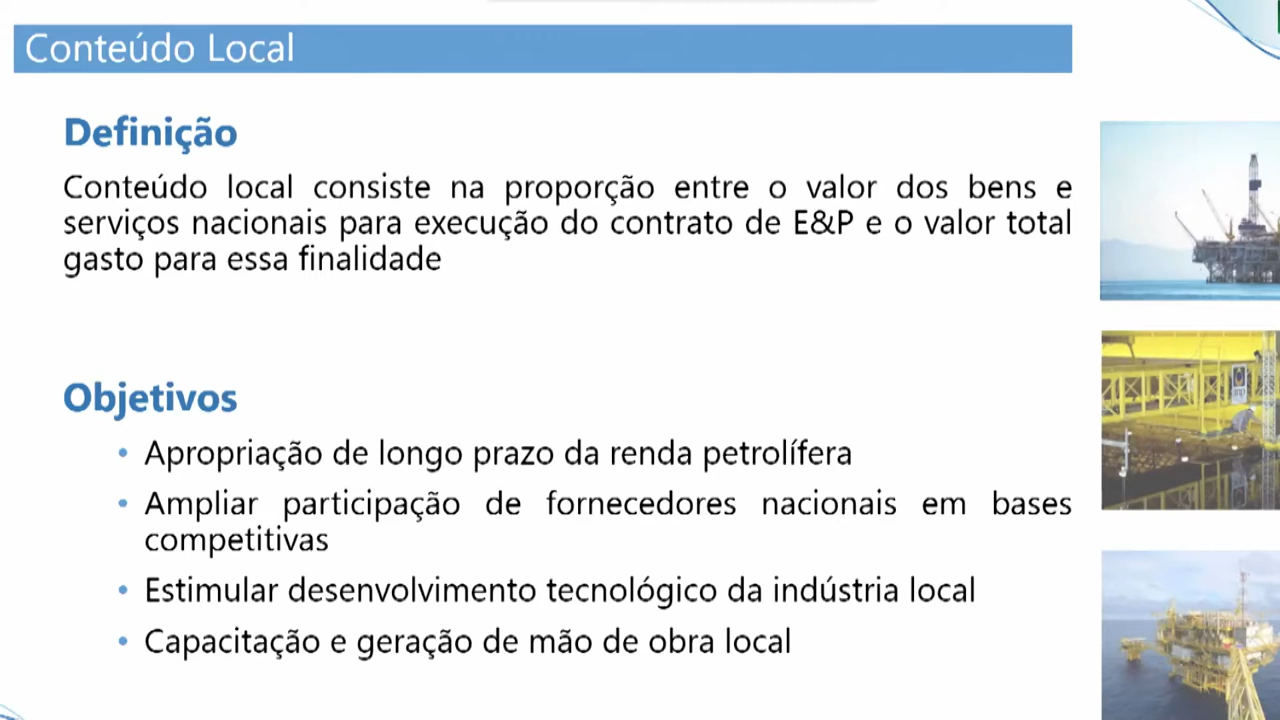 Conteúdo Local
Definição
Conteúdo local consiste na proporção entre o valor dos bens e
serviços nacionais para execução do contrato de E&P e o valor total
gasto para essa finalidade
Objetivos
• Apropriação de longo prazo da renda petrolífera
• Ampliar participação de fornecedores nacionais em bases
competitivas
• Estimular desenvolvimento tecnológico da indústria local
• Capacitação e geração de mão de obra local
anp